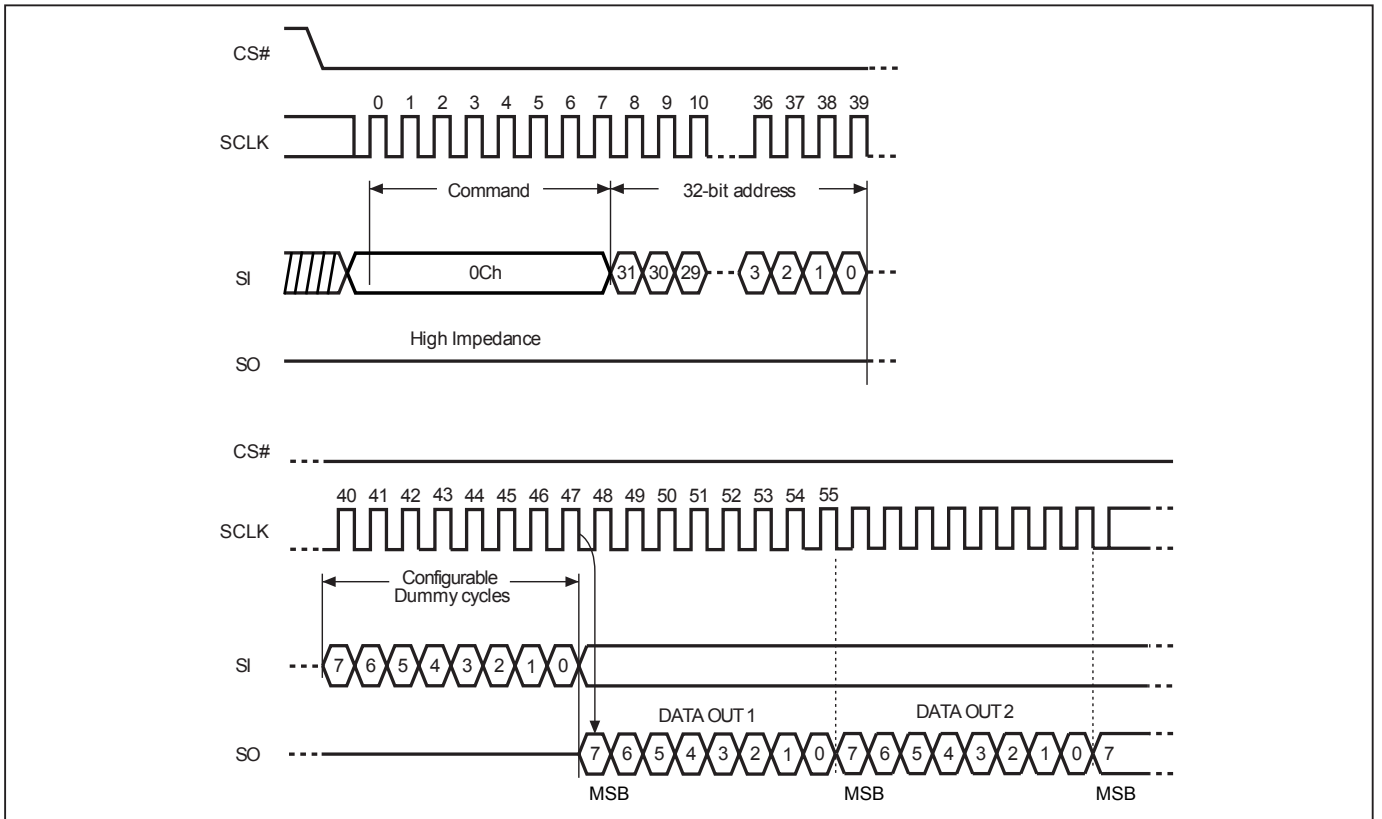 CS#
0 1 2 3 4 5 6 7 8 9 10 36 37 38 39
SCLK
Command 32-bit address
SI 0Ch 31 30 29 3 2 1 0
High Impedance
SO
CS#
40 41 42 43 44 45 46 47 48 49 50 51 52 53 54 55
SCLK
Configurable
Dummy cycles
SI 7 6 5 4 3 2 1 0
DATA OUT 1 DATA OUT 2
SO 7 6 5 4 3 2 1 0 7 6 5 4 3 2 1 0 7
MSB MSB MSB